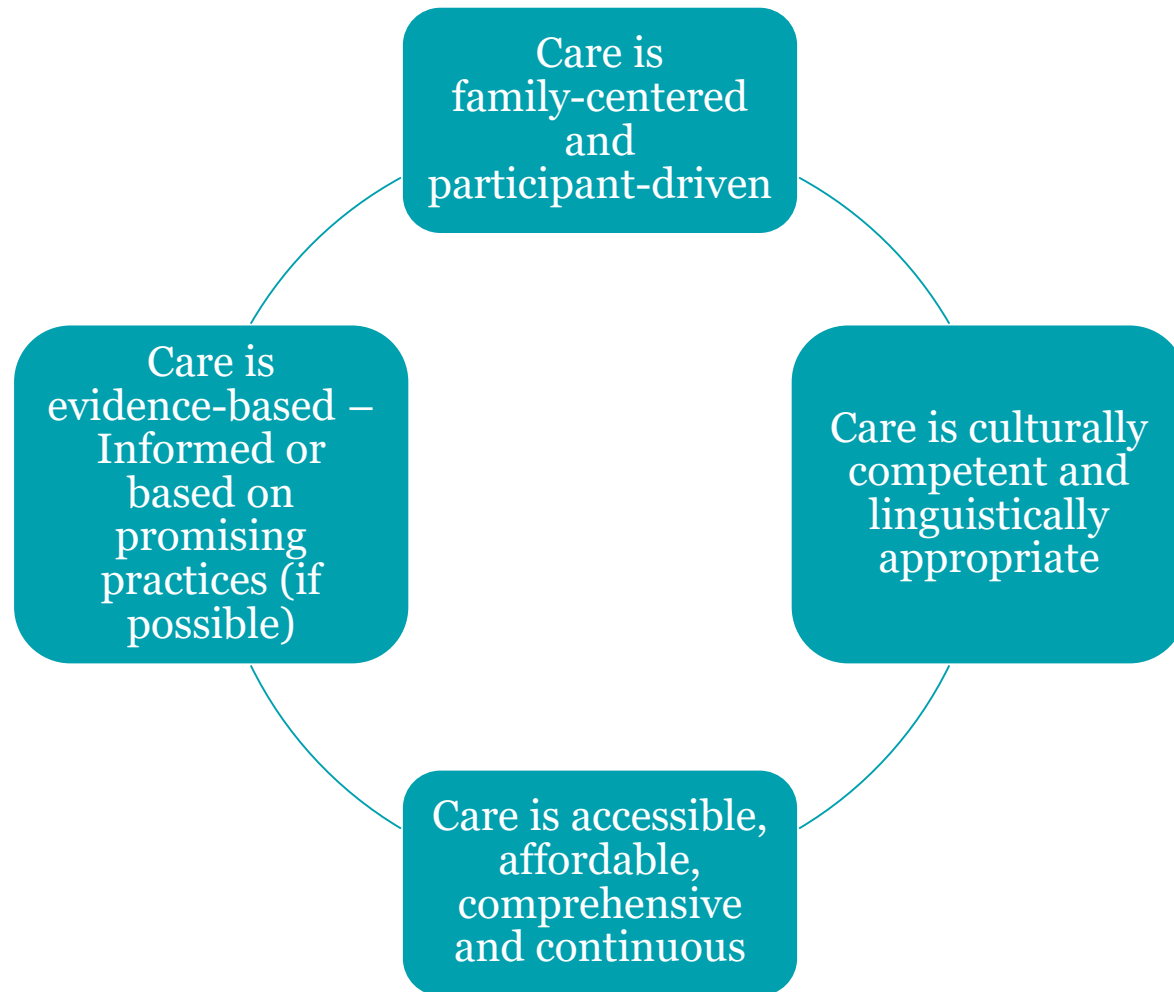 Care is
family-centered
and
participant-driven
Care is culturally
competent and
linguistically
appropriate
Care is accessible,
affordable,
comprehensive
and continuous
Care is
evidence-based –
Informed or
based on
promising
practices (if
possible)